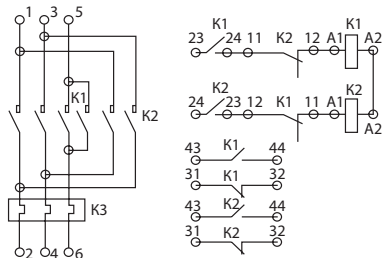 1 3 5
K1
K2
K3
2 4 6
K1 K1
23 24 11 K2 12 A1 A2
K2 K2
24 23 12 K1 11 A1 A2
43 K1 44
31 K1 32
43 K2 44
31 K2 32